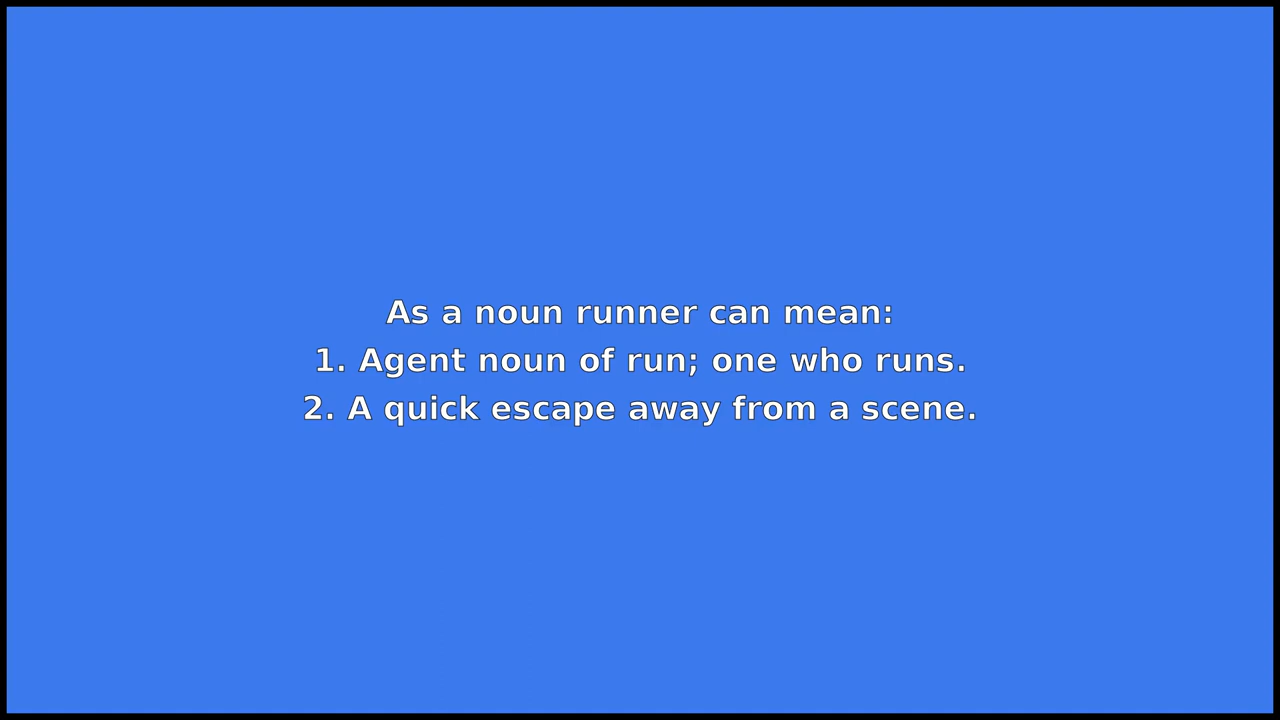 As a noun runner can mean:
1. Agent noun of run; one who runs.
2. A quick escape away from a scene.